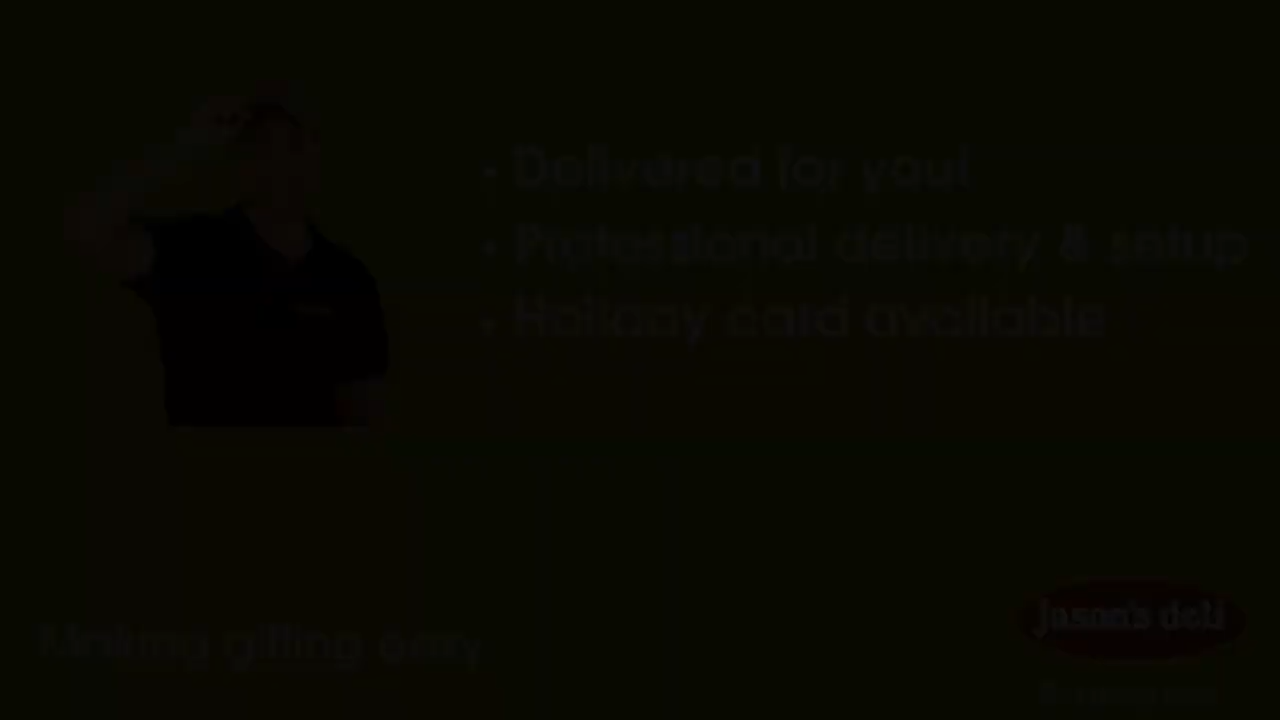 • Delivered for you!
• Professional delivery & setup
• Holiday card available
Making gifting easy
Jason's deli